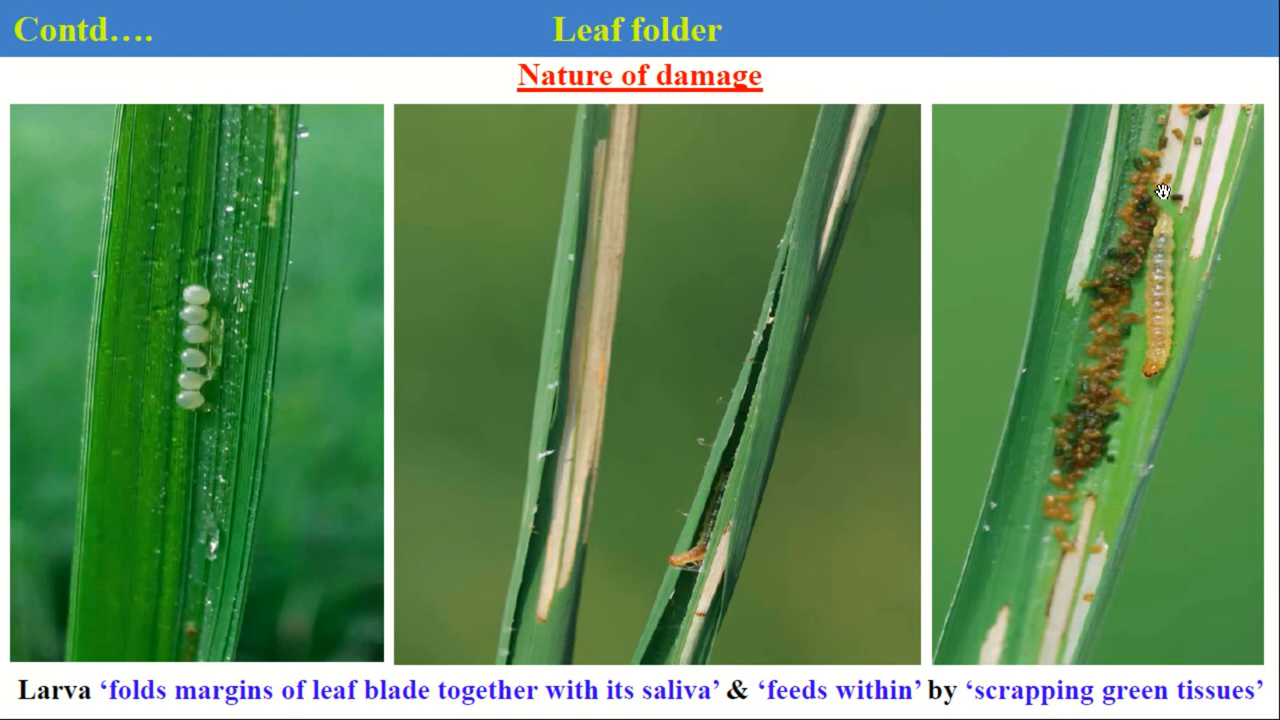 Contd.... Leaf folder
Nature of damage
Larva ‘folds margins of leaf blade together with its saliva’ & ‘feeds within’ by ‘scrapping green tissues’